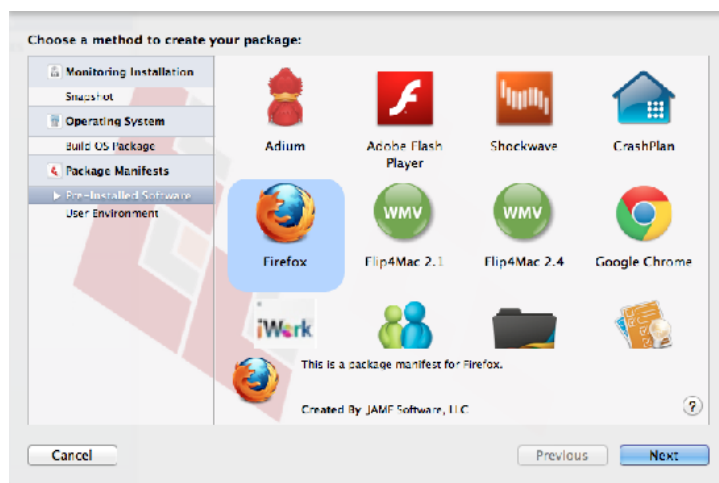 Choose a method to create your package:
Monitoring Installation
Snapshot
Operating System
Build OS Package
Package Manifests
Pre-Installed Software
User Environment
Adium
Adobe Flash
Player
Shockwave
CrashPlan
WMV
WMV
Firefox
Flip4Mac 2.1
Flip4Mac 2.4
Google Chrome
iWork
This is a package manifest for Firefox.
Created By JAMF Software, LLC
?
Cancel
Previous
Next